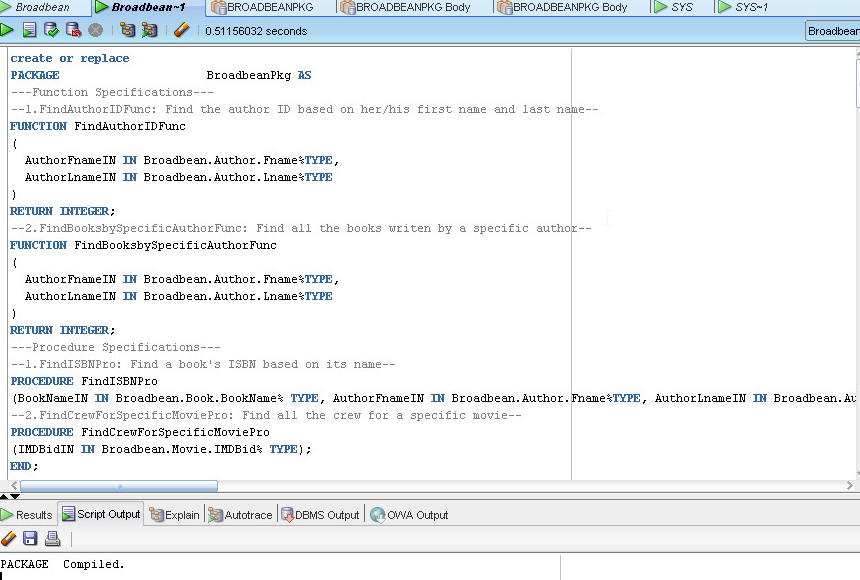 Broadbean Broadbean~1 BROADBEANPKG BROADBEANPKG Body BROADBEANPKG Body SYS SYS~1
0.51156032 seconds Broadbean
create or replace
PACKAGE BroadbeanPkg AS
---Function Specifications---
--1.FindAuthorIDFunc: Find the author ID based on her/his first name and last name--
FUNCTION FindAuthorIDFunc
(
AuthorFnameIN IN Broadbean.Author.Fname%TYPE,
AuthorLnameIN IN Broadbean.Author.Lname%TYPE
)
RETURN INTEGER;
--2.FindBooksbySpecificAuthorFunc: Find all the books writen by a specific author--
FUNCTION FindBooksbySpecificAuthorFunc
(
AuthorFnameIN IN Broadbean.Author.Fname%TYPE,
AuthorLnameIN IN Broadbean.Author.Lname%TYPE
)
RETURN INTEGER;
---Procedure Specifications---
--1.FindISBNPro: Find a book's ISBN based on its name--
PROCEDURE FindISBNPro
(BookNameIN IN Broadbean.Book.BookName% TYPE, AuthorFnameIN IN Broadbean.Author.Fname%TYPE, AuthorLnameIN IN Broadbean.Au
--2.FindCrewForSpecificMoviePro: Find all the crew for a specific movie--
PROCEDURE FindCrewForSpecificMoviePro
(IMDBidIN IN Broadbean.Movie.IMDBid% TYPE);
END;
Results Script Output Explain Autotrace DBMS Output OWA Output
PACKAGE Compiled.